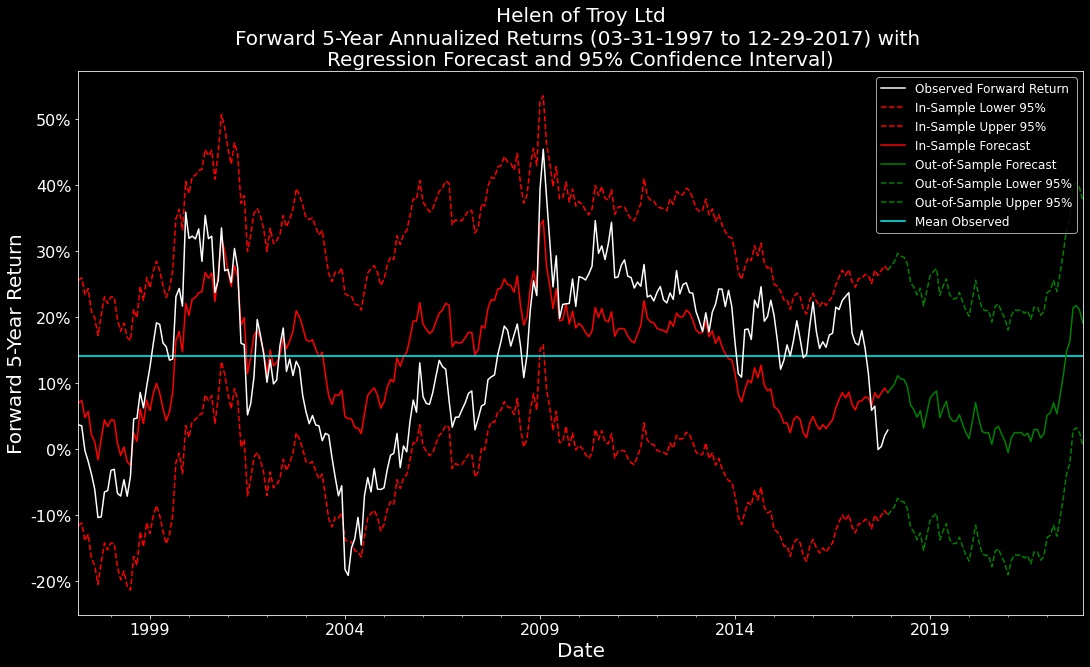 Helen of Troy Ltd
Forward 5-Year Annualized Returns (03-31-1997 to 12-29-2017) with
Regression Forecast and 95% Confidence Interval)
Observed Forward Return
In-Sample Lower 95%
In-Sample Upper 95%
In-Sample Forecast
Out-of-Sample Forecast
Out-of-Sample Lower 95%
Out-of-Sample Upper 95%
Mean Observed
Forward 5-Year Return
50%
40%
30%
20%
10%
0%
-10%
-20%
1999
2004
2009
2014
2019
Date